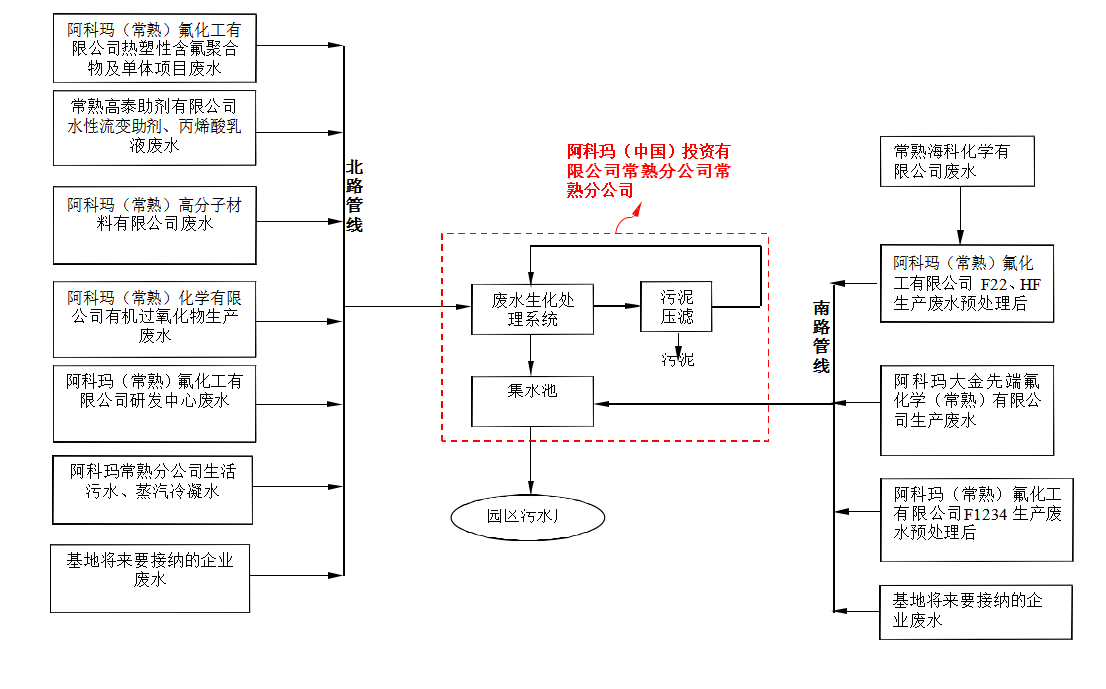 阿科玛（常熟）氟化工有
限公司热塑性含氟聚合
物及单体项目废水
常熟高泰助剂有限公司
水性流变助剂、丙烯酸乳
液废水
阿科玛（常熟）高分子材
料有限公司废水
阿科玛（常熟）化学有限
公司有机过氧化物生产
废水
阿科玛（常熟）氟化工有
限公司研发中心废水
阿科玛常熟分公司生活
污水、蒸汽冷凝水
基地将来要接纳的企业
废水
北路管线
阿科玛（中国）投资有
限公司常熟分公司常
熟分公司
废水生化处
理系统
污泥
压滤
污泥
集水池
园区污水厂
南路管线
常熟海科化学有
限公司废水
阿科玛（常熟）氟化
工有限公司 F22、HF
生产废水预处理后
阿科玛大金先端氟
化学（常熟）有限公
司生产废水
阿科玛（常熟）氟化工
有限公司F1234 生产废
水预处理后
基地将来要接纳的企
业废水